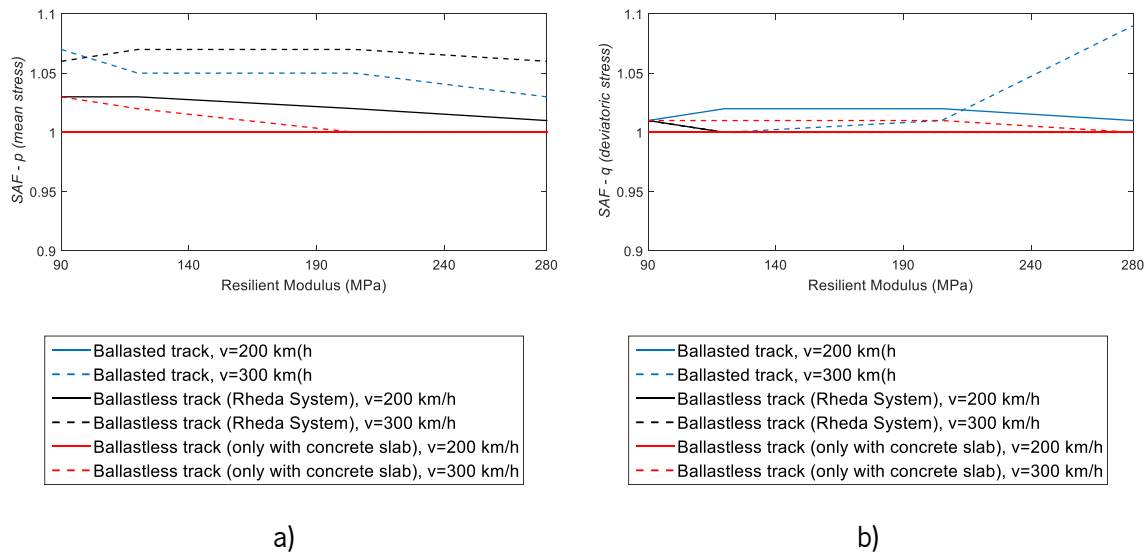 1.1
1.05
1
0.95
0.9
SAF - p (mean stress)
90
140
190
240
280
Resilient Modulus (MPa)
Ballasted track, v=200 km(h
Ballasted track, v=300 km(h
Ballastless track (Rheda System), v=200 km/h
Ballastless track (Rheda System), v=300 km/h
Ballastless track (only with concrete slab), v=200 km/h
Ballastless track (only with concrete slab), v=300 km/h
a)
1.1
1.05
1
0.95
0.9
SAF - q (deviatoric stress)
90
140
190
240
280
Resilient Modulus (MPa)
Ballasted track, v=200 km(h
Ballasted track, v=300 km(h
Ballastless track (Rheda System), v=200 km/h
Ballastless track (Rheda System), v=300 km/h
Ballastless track (only with concrete slab), v=200 km/h
Ballastless track (only with concrete slab), v=300 km/h
b)